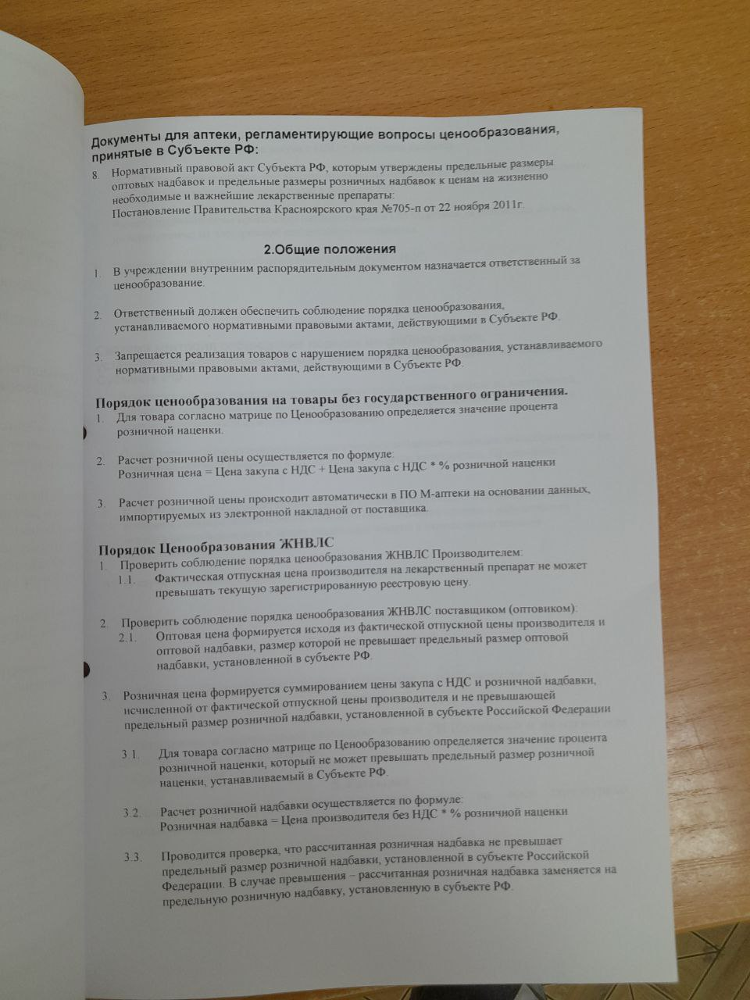 Документы для аптеки, регламентирующие вопросы ценообразования,
принятые в Субъекте РФ:
8. Нормативный правовой акт Субъекта РФ, которым утверждены предельные размеры
оптовых надбавок и предельные размеры розничных надбавок к ценам на жизненно
необходимые и важнейшие лекарственные препараты:
Постановление Правительства Красноярского края №705-п от 22 ноября 2011г.
2.Общие положения
1. В учреждении внутренним распорядительным документом назначается ответственный за
ценообразование.
2. Ответственный должен обеспечить соблюдение порядка ценообразования,
устанавливаемого нормативными правовыми актами, действующими в Субъекте РФ.
3. Запрещается реализация товаров с нарушением порядка ценообразования, устанавливаемого
нормативными правовыми актами, действующими в Субъекте РФ.
Порядок ценообразования на товары без государственного ограничения.
1. Для товара согласно матрице по Ценообразованию определяется значение процента
розничной наценки.
2. Расчет розничной цены осуществляется по формуле:
Розничная цена = Цена закупа с НДС + Цена закупа с НДС * % розничной наценки
3. Расчет розничной цены происходит автоматически в ПО М-аптеки на основании данных,
импортируемых из электронной накладной от поставщика.
Порядок Ценообразования ЖНВЛС
1. Проверить соблюдение порядка ценообразования ЖНВЛС Производителем:
1.1. Фактическая отпускная цена производителя на лекарственный препарат не может
превышать текущую зарегистрированную реестровую цену.
2. Проверить соблюдение порядка ценообразования ЖНВЛС поставщиком (оптовиком):
2.1. Оптовая цена формируется исходя из фактической отпускной цены производителя и
оптовой надбавки, размер которой не превышает предельный размер оптовой
надбавки, установленной в субъекте РФ.
3. Розничная цена формируется суммированием цены закупа с НДС и розничной надбавки,
исчисленной от фактической отпускной цены производителя и не превышающей
предельный размер розничной надбавки, установленной в субъекте Российской Федерации
3.1. Для товара согласно матрице по Ценообразованию определяется значение процента
розничной наценки, который не может превышать предельный размер розничной
наценки, устанавливаемый в Субъекте РФ.
3.2. Расчет розничной надбавки осуществляется по формуле:
Розничная надбавка = Цена производителя без НДС * % розничной наценки
3.3. Проводится проверка, что рассчитанная розничная надбавка не превышает
предельный размер розничной надбавки, установленной в субъекте Российской
Федерации. В случае превышения – рассчитанная розничная надбавка заменяется на
предельную розничную надбавку, установленную в субъекте РФ.